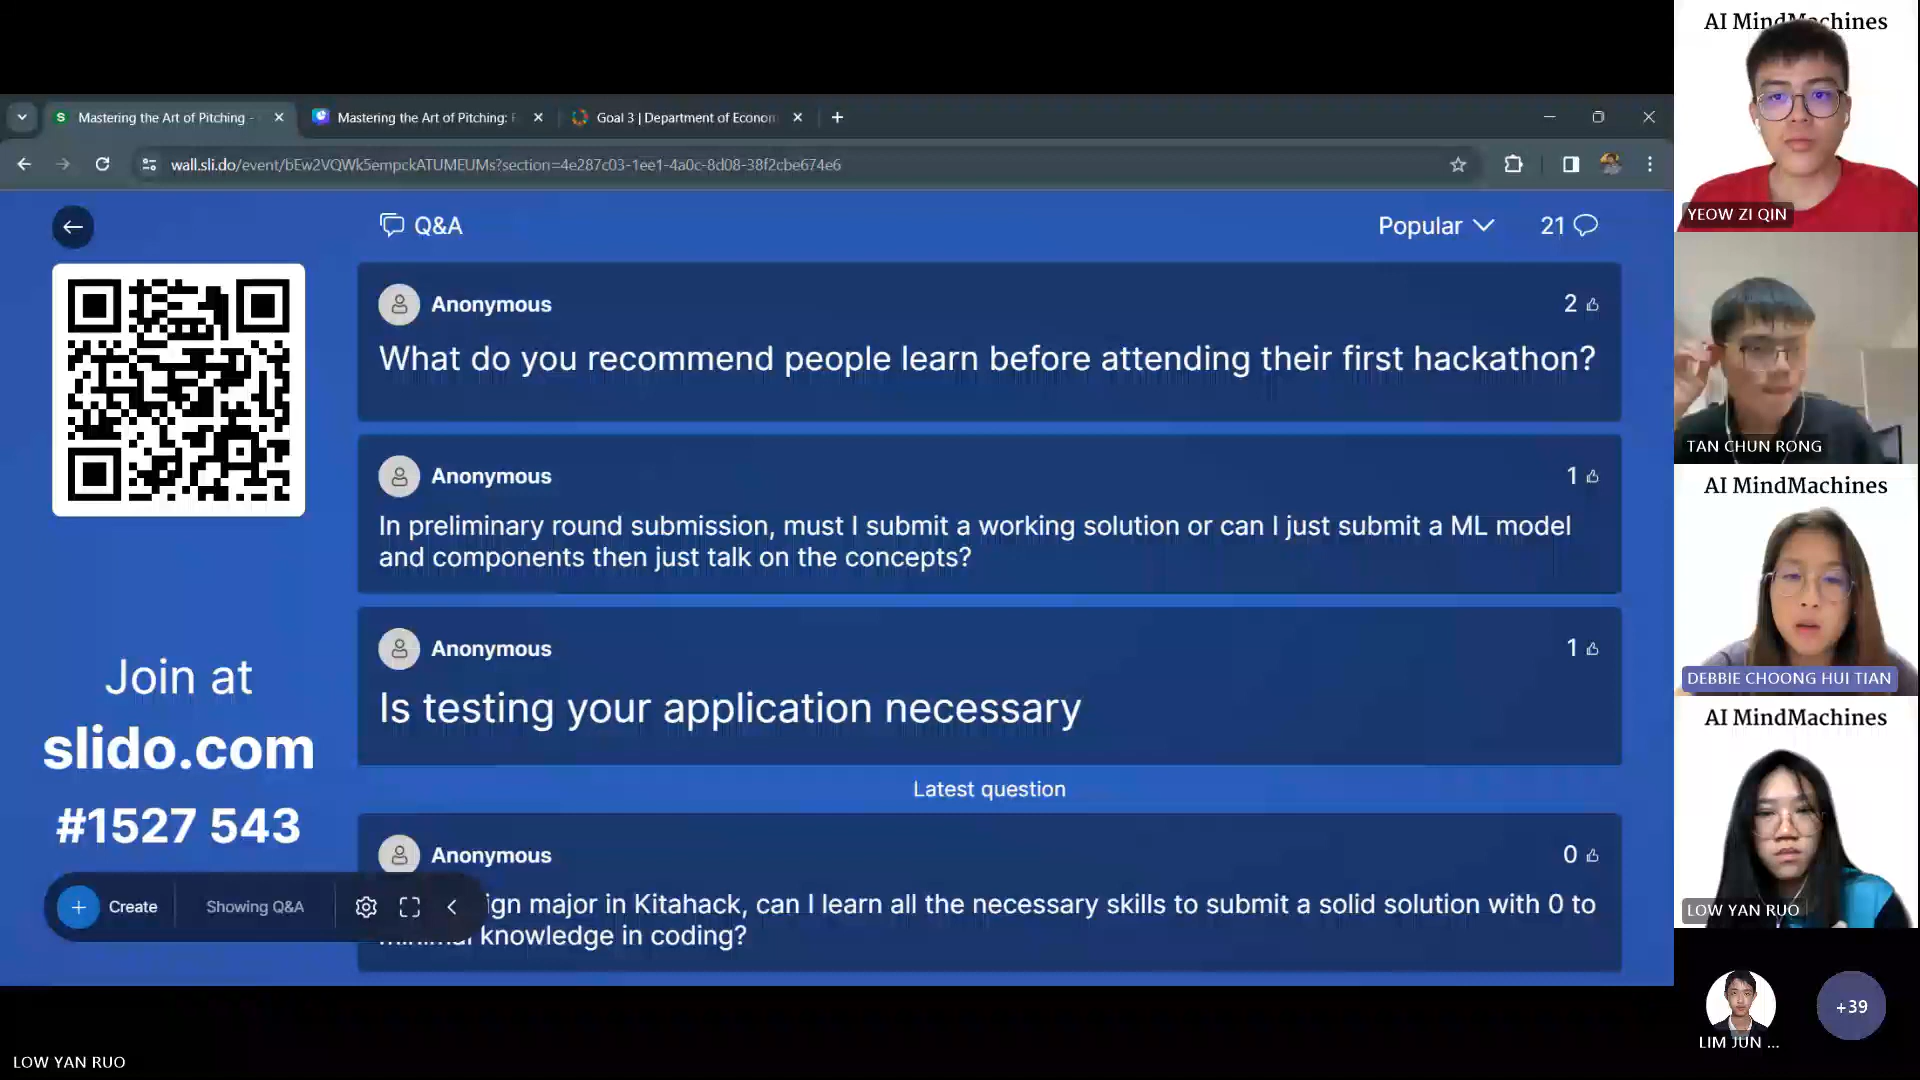 Mastering the Art of Pitching -
Mastering the Art of Pitching:
Goal 3 | Department of Econom
wall.sli.do/event/bEw2VQWk5empckATUMEUMs?section=4e287c03-1ee1-4a0c-8d08-38f2cbe674e6
Q&A
Popular
21
Anonymous
2
What do you recommend people learn before attending their first hackathon?
Anonymous
1
In preliminary round submission, must I submit a working solution or can I just submit a ML model
and components then just talk on the concepts?
Anonymous
1
Is testing your application necessary
Latest question
Anonymous
0
ign major in Kitahack, can I learn all the necessary skills to submit a solid solution with 0 to
knowledge in coding?
Join at
slido.com
#1527 543
Create
Showing Q&A
AI MindMachines
YEOW ZI QIN
TAN CHUN RONG
AI MindMachines
DEBBIE CHOONG HUI TIAN
AI MindMachines
LOW YAN RUO
LIM JUN ...
+39
LOW YAN RUO